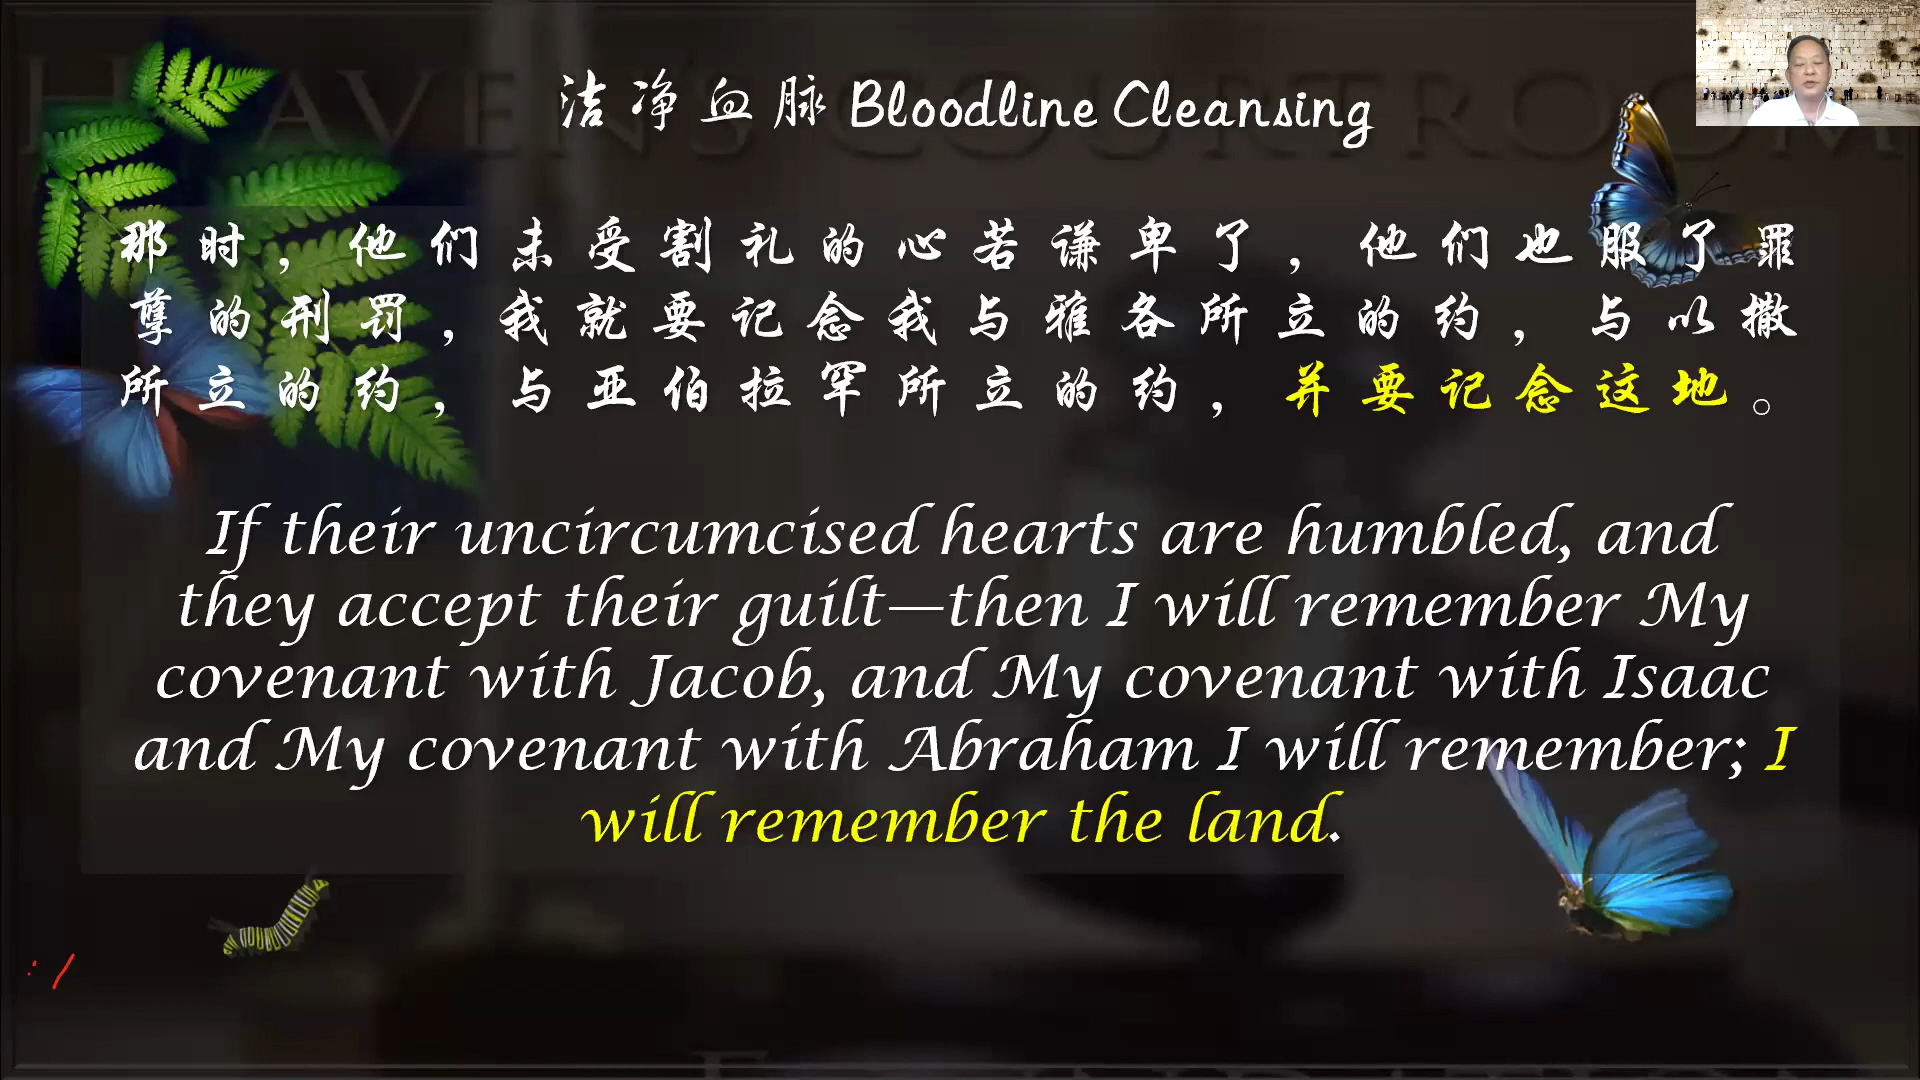 HEAVEN'S COURTROOM
洁净血脉 Bloodline Cleansing
那时，他们未受割礼的心若谦卑了，他们也服了罪
孽的刑罚，我就要记念我与雅各所立的约，与以撒
所立的约，与亚伯拉罕所立的约，并要记念这地。
If their uncircumcised hearts are humbled, and
they accept their guilt—then I will remember My
covenant with Jacob, and My covenant with Isaac
and My covenant with Abraham I will remember; I
will remember the land.